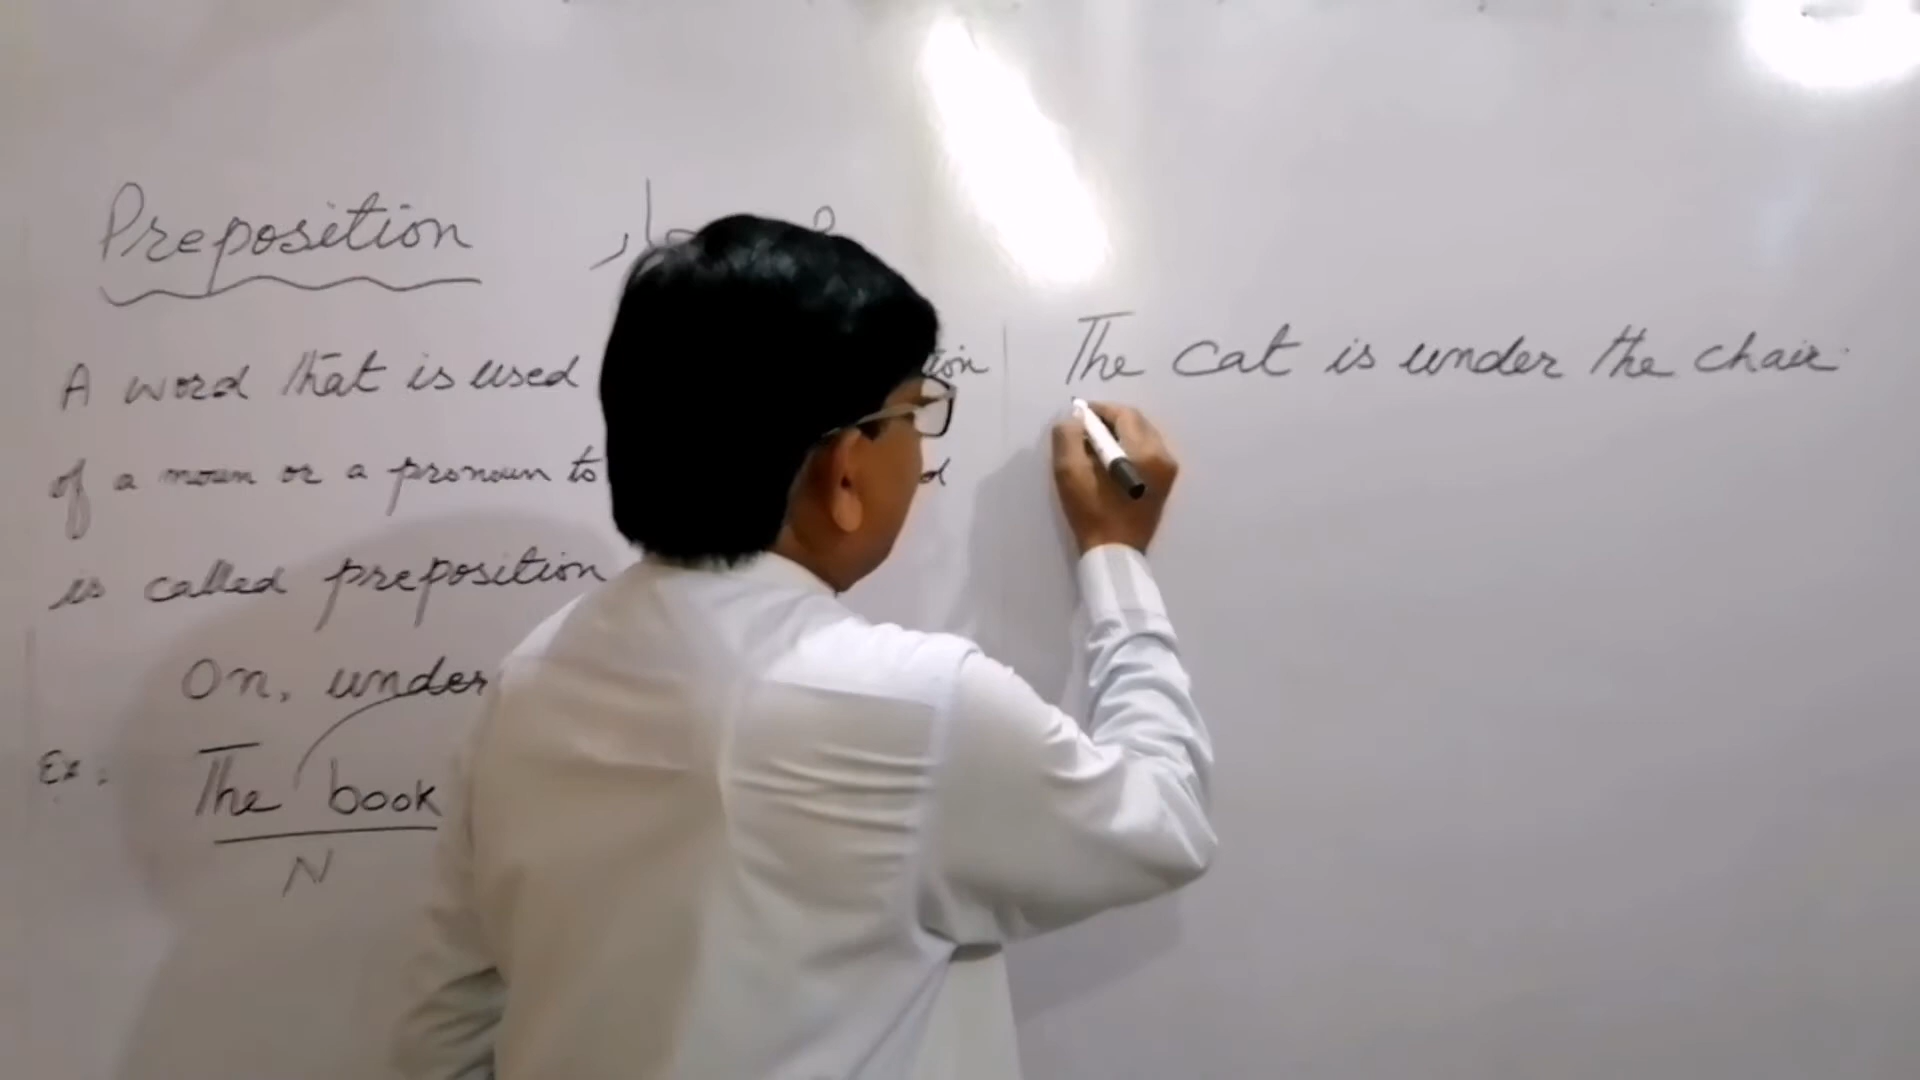 Preposition
A word that is used
of a noun or a pronoun to
is called preposition
On, under
Ex: The book
N
The cat is under the chair.